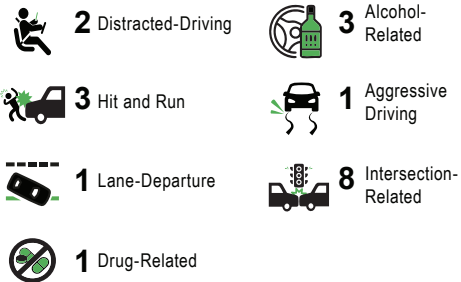 2 Distracted-Driving
3 Alcohol-
Related
3 Hit and Run
1 Aggressive
Driving
1 Lane-Departure
8 Intersection-
Related
1 Drug-Related